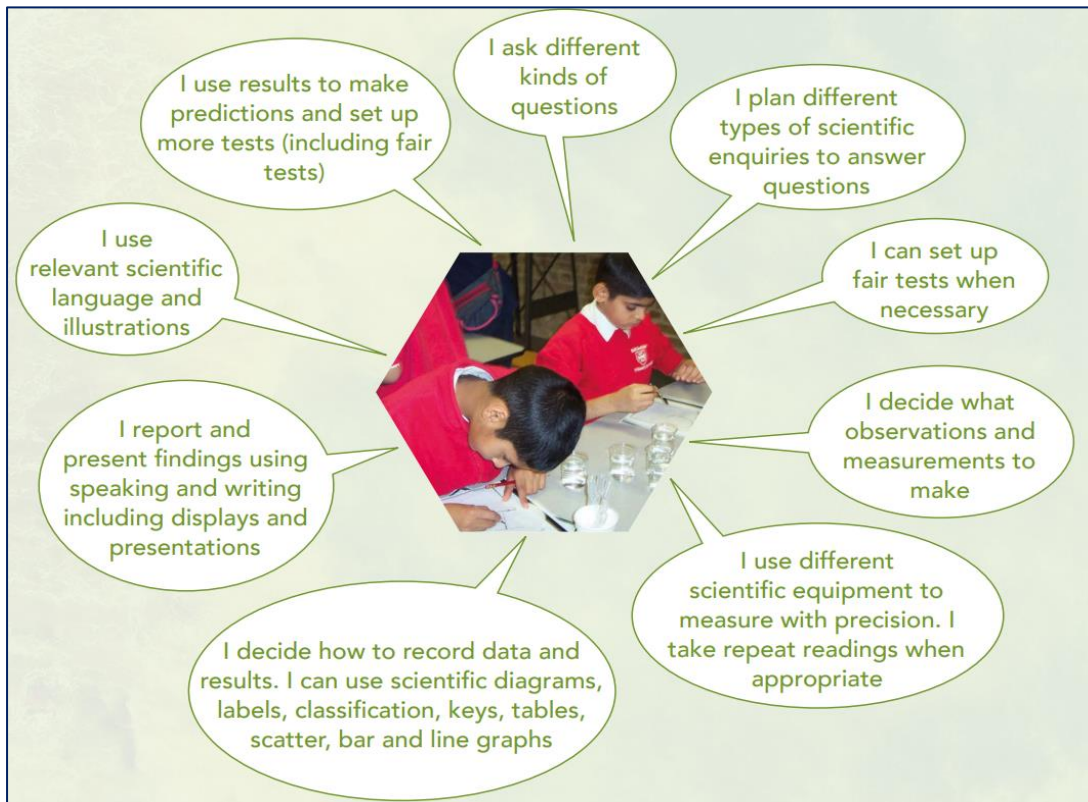 I ask different
kinds of
questions
I plan different
types of scientific
enquiries to answer
questions
I can set up
fair tests when
necessary
I decide what
observations and
measurements to
make
I use different
scientific equipment to
measure with precision. I
take repeat readings when
appropriate
I decide how to record data and
results. I can use scientific diagrams,
labels, classification, keys, tables,
scatter, bar and line graphs
I report and
present findings using
speaking and writing
including displays and
presentations
I use
relevant scientific
language and
illustrations
I use results to make
predictions and set up
more tests (including fair
tests)